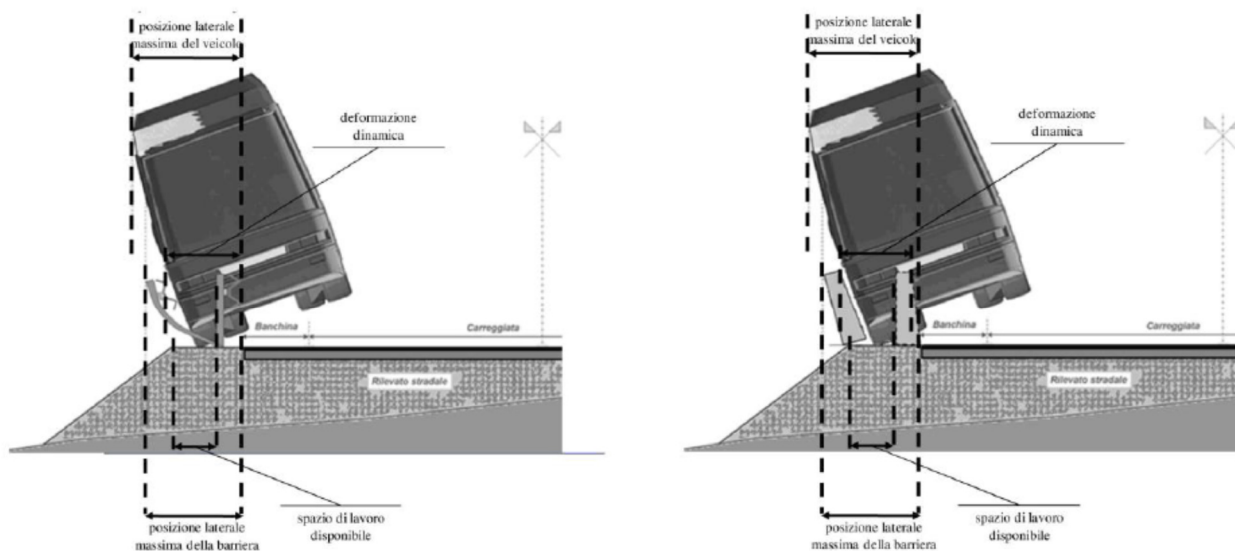 posizione laterale
massima del veicolo
deformazione
dinamica
Banchina
Carreggiata
Rilevato stradale
spazio di lavoro
disponibile
posizione laterale
massima della barriera
posizione laterale
massima del veicolo
deformazione
dinamica
Banchina
Carreggiata
Rilevato stradale
spazio di lavoro
disponibile
posizione laterale
massima della barriera